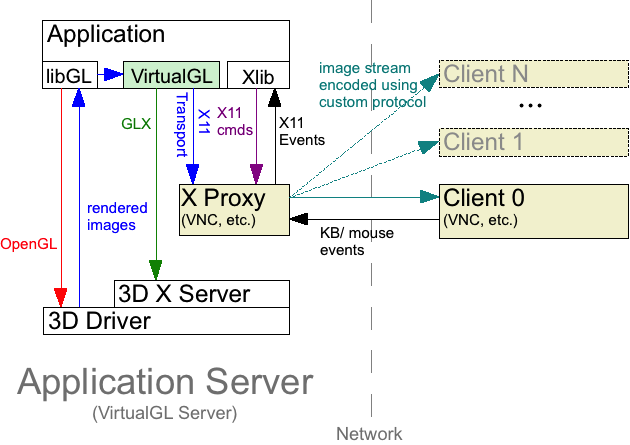 Application
libGL
VirtualGL
Xlib
image stream
encoded using
custom protocol
Client N
...
Client 1
GLX
X11
Transport
X11
cmds
X11
Events
X Proxy
(VNC, etc.)
Client 0
(VNC, etc.)
rendered
images
KB/ mouse
events
OpenGL
3D X Server
3D Driver
Application Server
(VirtualGL Server)
Network